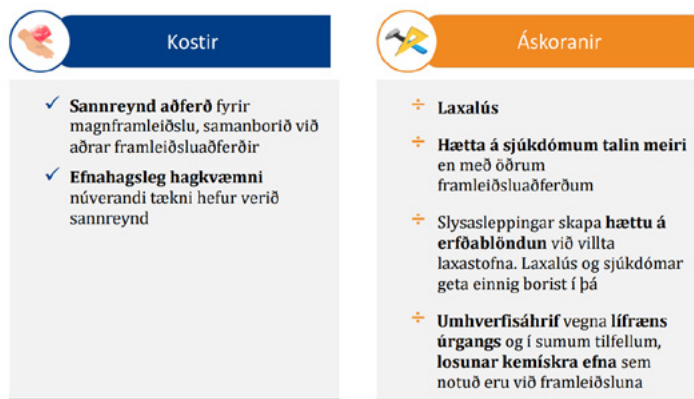 Kostir
✓ Sannreynd aðferð fyrir
magnframleiðslu, samanborið við
aðrar framleiðsluaðferðir
✓ Efnahagsleg hagkvæmni
núverandi tækni hefur verið
sannreynd
Áskoranir
÷ Laxalús
÷ Hætta á sjúkdómum talin meiri
en með öðrum
framleiðsluaðferðum
÷ Slysasleppingar skapa hættu á
erfðablöndun við villta
laxastofna. Laxalús og sjúkdómar
geta einnig borist í þá
÷ Umhverfisáhrif vegna lífræns
úrgangs og í sumum tilfellum,
losunar kemískra efna sem
notuð eru við framleiðsluna